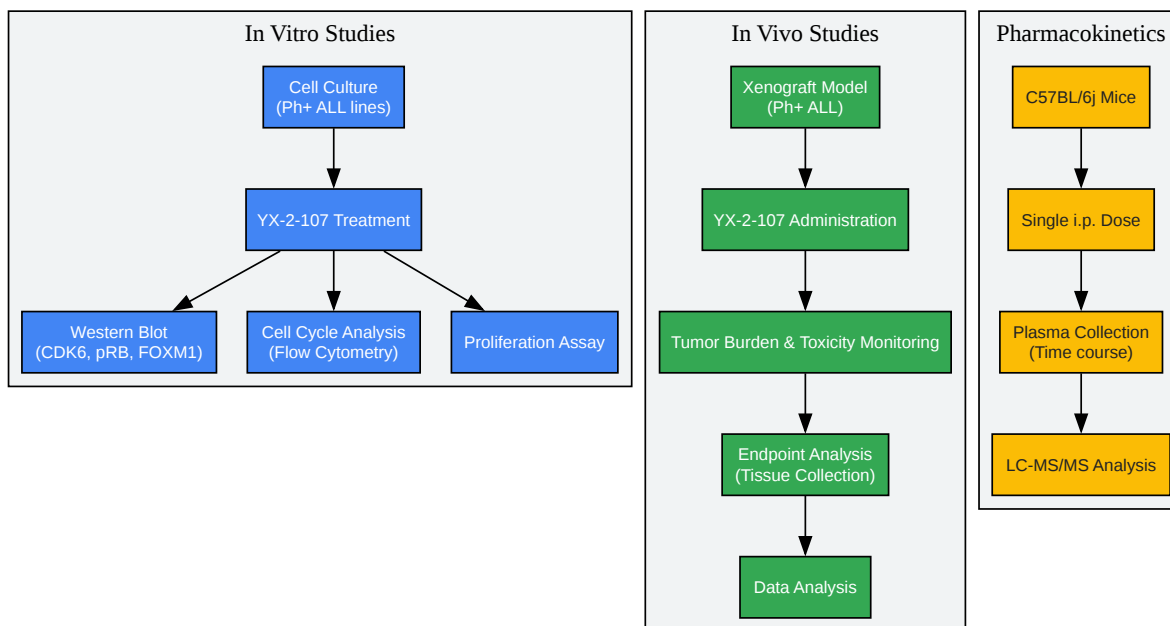 In Vitro Studies
Cell Culture
(Ph+ ALL lines)
YX-2-107 Treatment
Western Blot
(CDK6, pRB, FOXM1)
Cell Cycle Analysis
(Flow Cytometry)
Proliferation Assay
In Vivo Studies
Xenograft Model
(Ph+ ALL)
YX-2-107 Administration
Tumor Burden & Toxicity Monitoring
Endpoint Analysis
(Tissue Collection)
Data Analysis
Pharmacokinetics
C57BL/6j Mice
Single i.p. Dose
Plasma Collection
(Time course)
LC-MS/MS Analysis